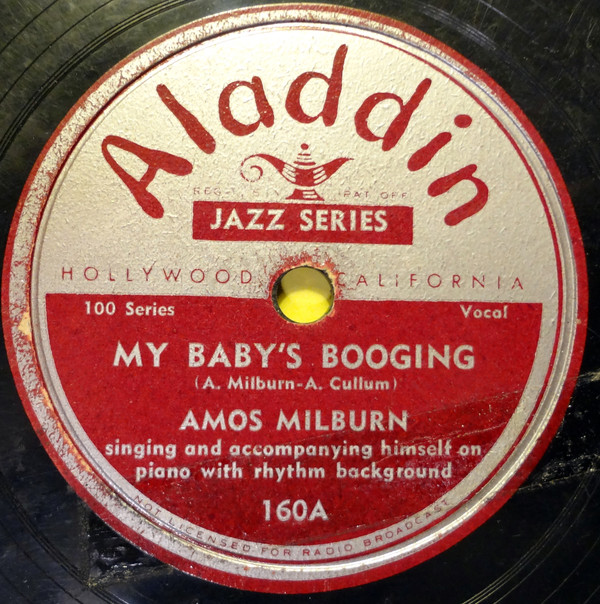 Aladdin
REG. PAT OFF
JAZZ SERIES
HOLLYWOOD CALIFORNIA
100 Series Vocal
MY BABY'S BOOGING
(A. Milburn-A. Cullum)
AMOS MILBURN
singing and accompanying himself on
piano with rhythm background
160A
NOT LICENSED FOR RADIO BROADCAST